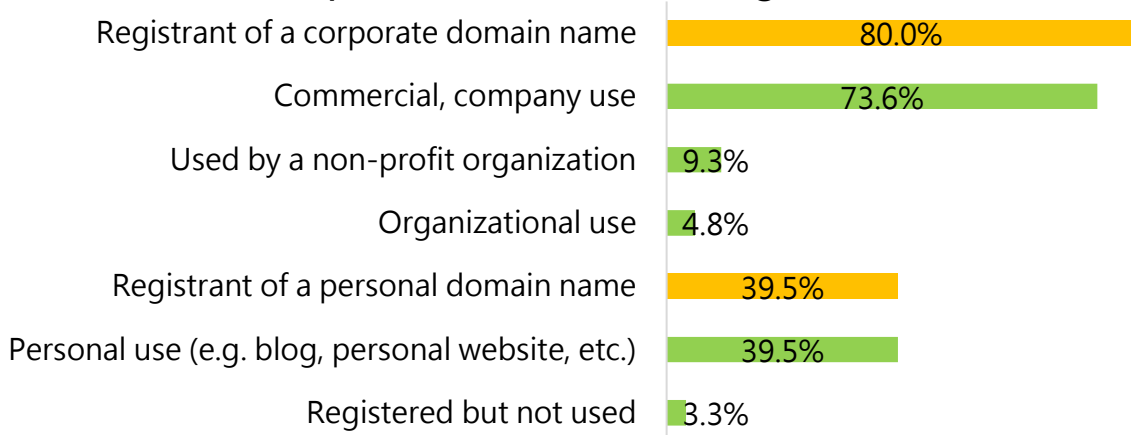 Registrant of a corporate domain name 80.0%
Commercial, company use 73.6%
Used by a non-profit organization 9.3%
Organizational use 4.8%
Registrant of a personal domain name 39.5%
Personal use (e.g. blog, personal website, etc.) 39.5%
Registered but not used 3.3%